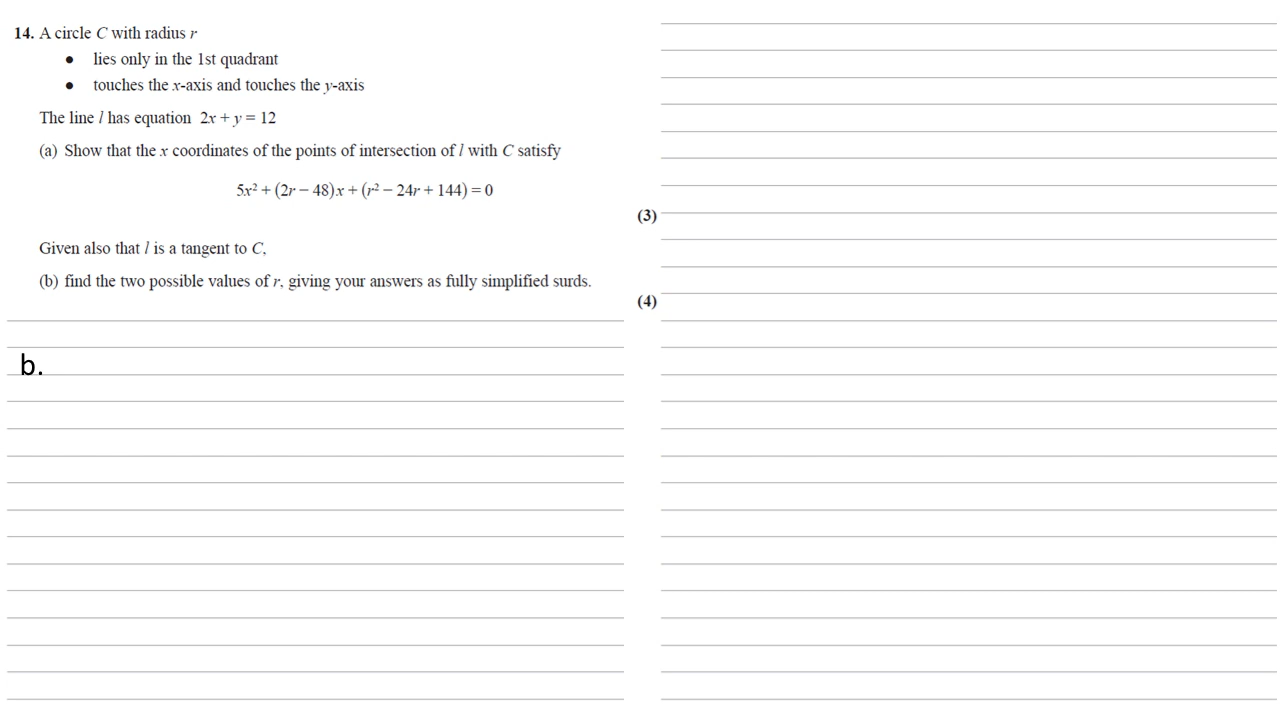 14. A circle C with radius r
• lies only in the 1st quadrant
• touches the x-axis and touches the y-axis
The line l has equation 2x + y = 12
(a) Show that the x coordinates of the points of intersection of l with C satisfy
5x² + (2r − 48)x + (r² − 24r + 144) = 0
(3)
Given also that l is a tangent to C,
(b) find the two possible values of r, giving your answers as fully simplified surds.
(4)
b.